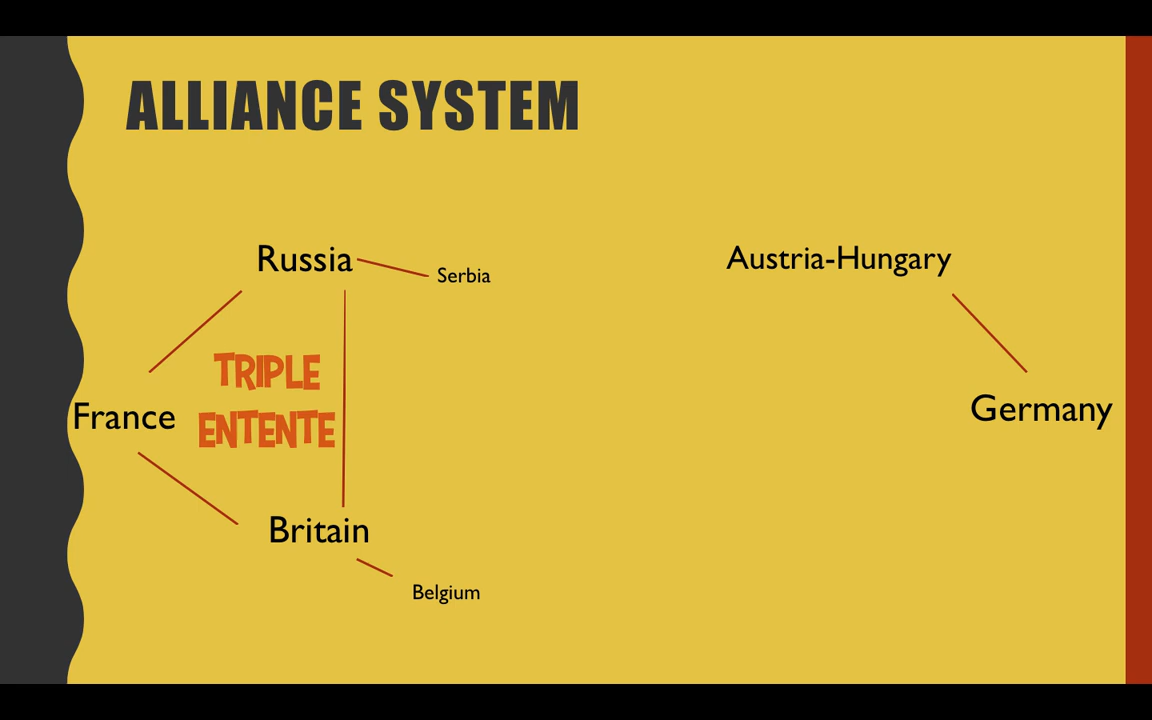 ALLIANCE SYSTEM
Russia
Serbia
Austria-Hungary
TRIPLE
ENTENTE
France
Germany
Britain
Belgium